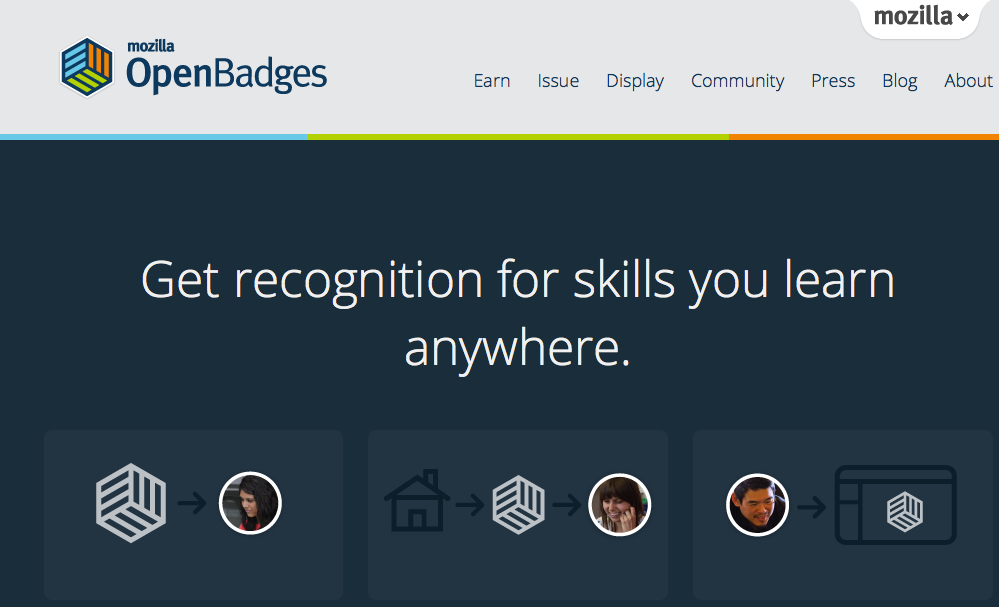 mozilla
mozilla
OpenBadges
Earn Issue Display Community Press Blog About
Get recognition for skills you learn
anywhere.